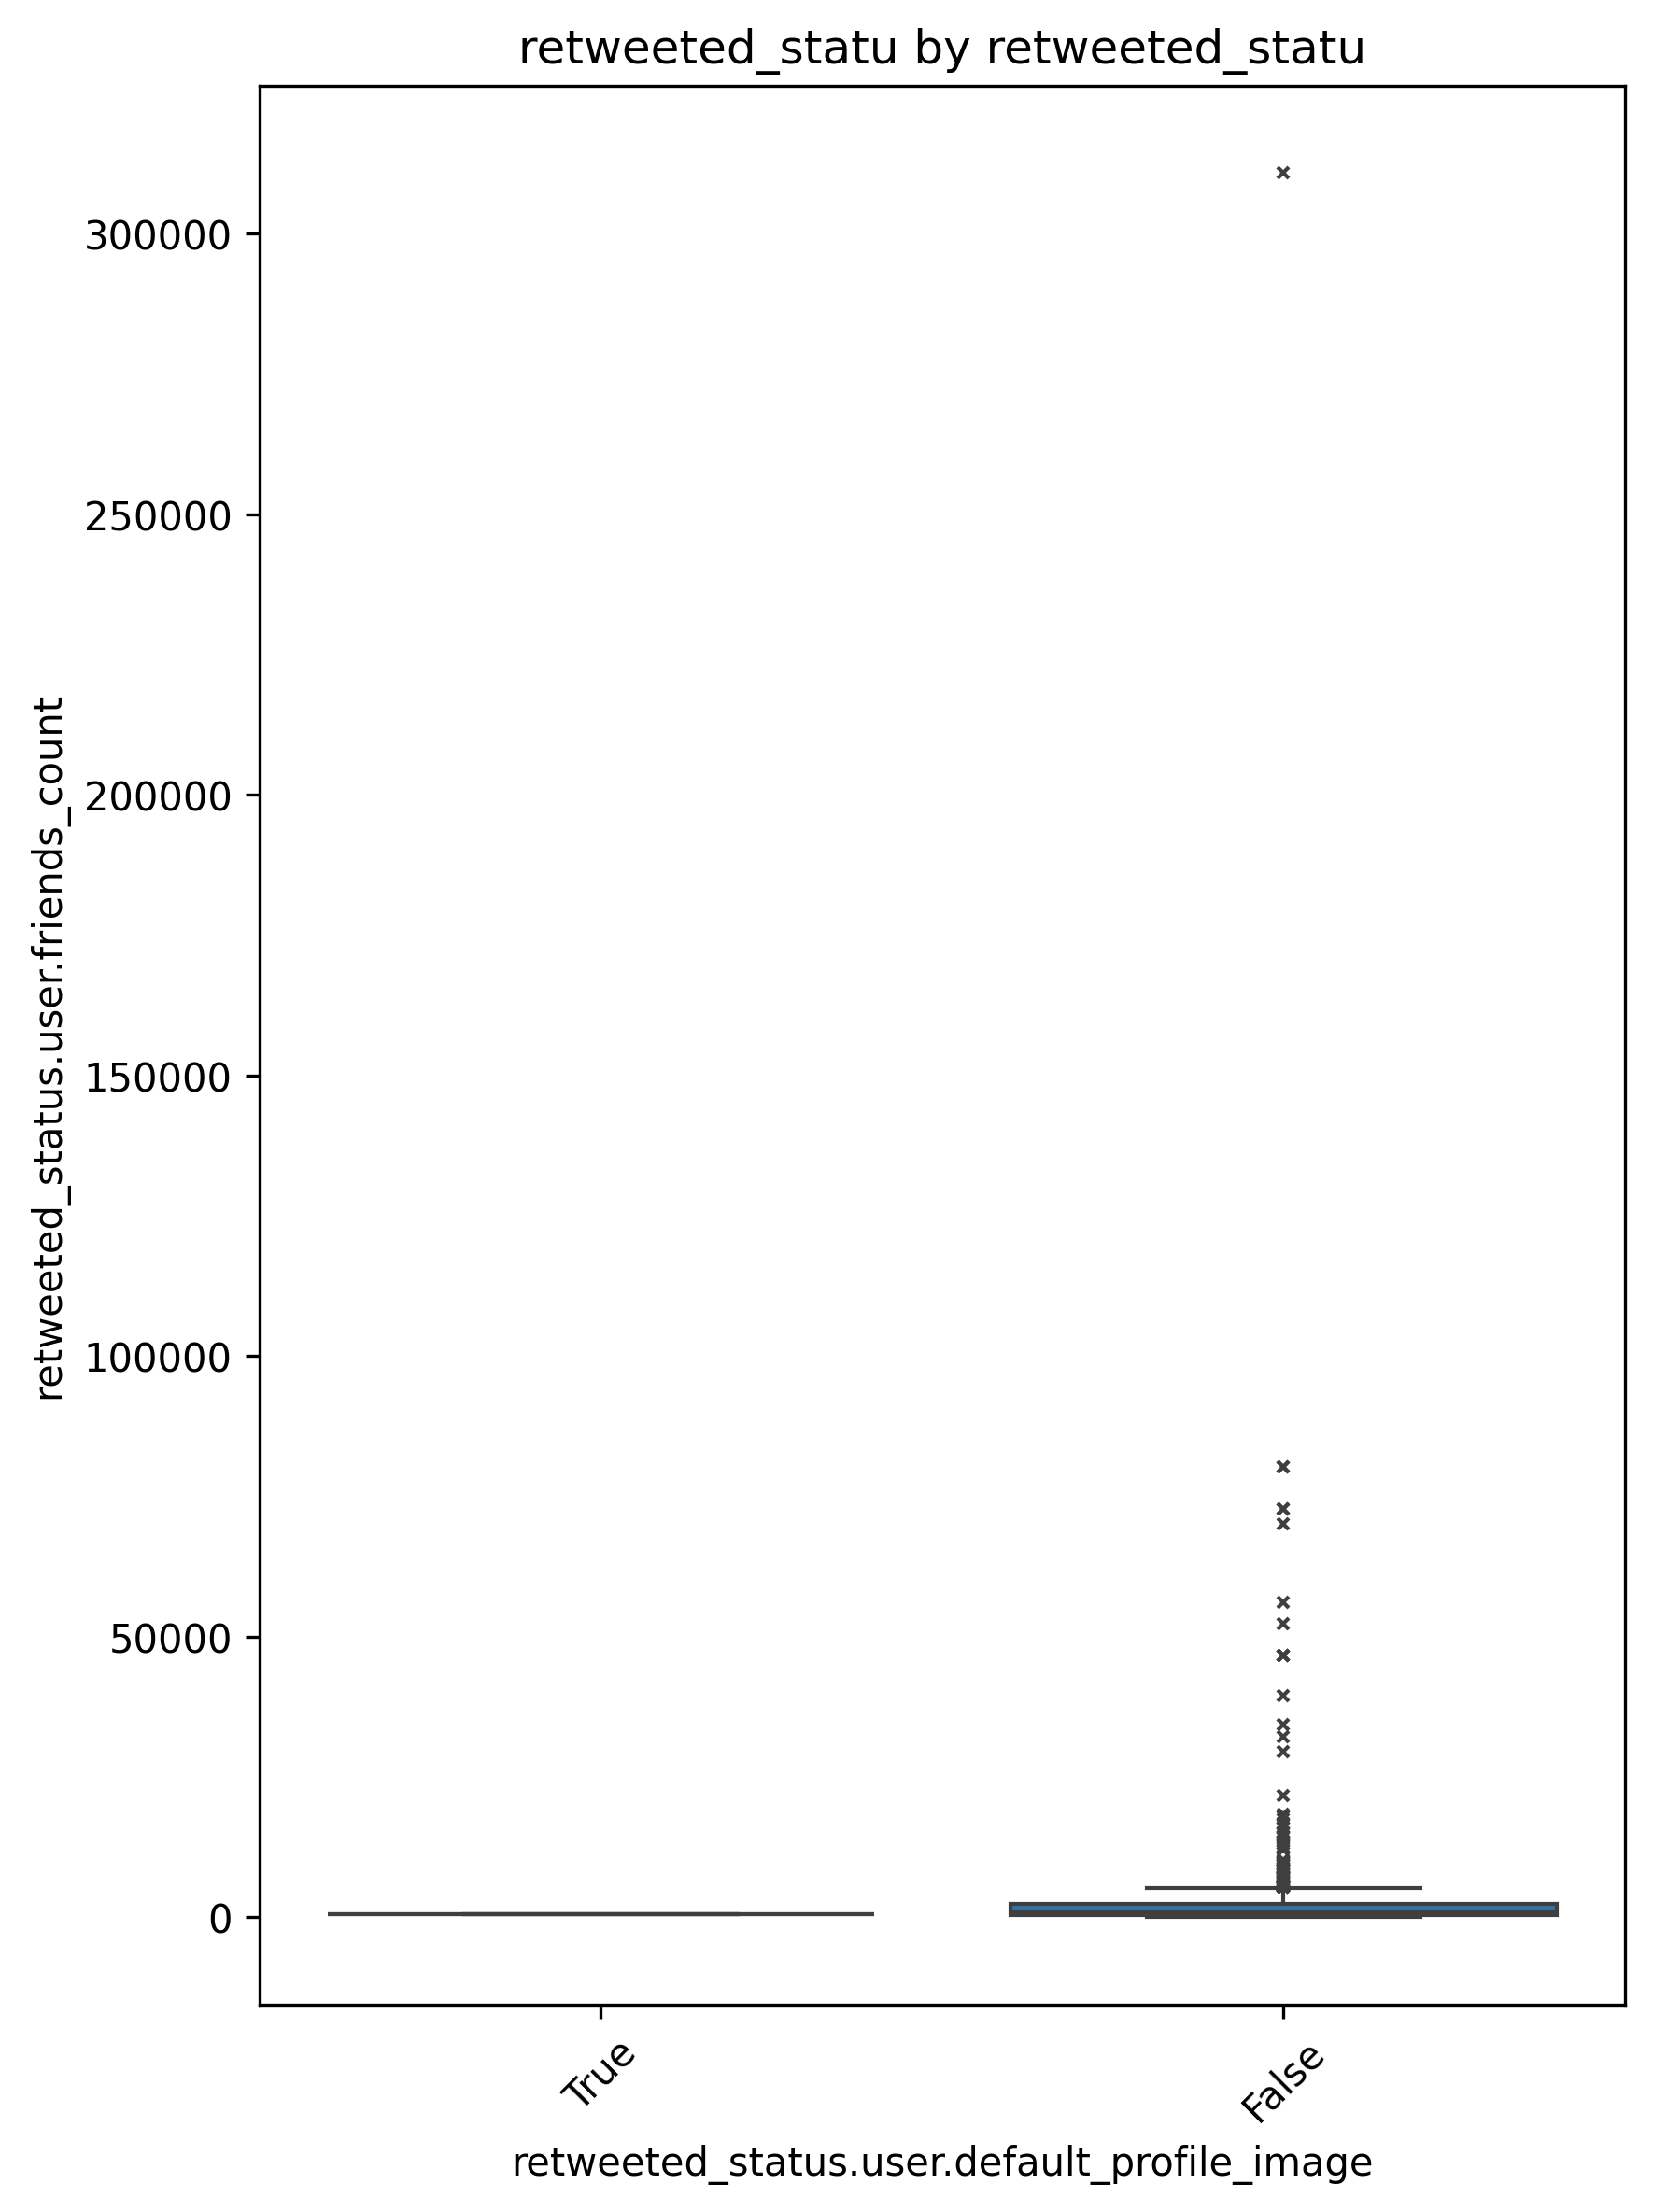 retweeted_statu by retweeted_statu
retweeted_status.user.friends_count
300000
250000
200000
150000
100000
50000
0
True
False
retweeted_status.user.default_profile_image